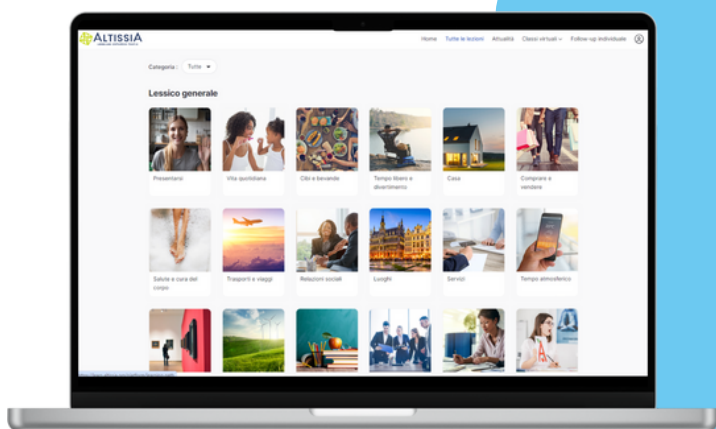 ALTISSIA
Home Tutte le lezioni Attualità Classi virtuali Follow-up individuale
Categoria : Tutte
Lessico generale
Presentarsi Vita quotidiana Cibi e bevande Tempo libero e divertimento Casa Comprare e vendere
Salute e cura del corpo Trasporti e viaggi Relazioni sociali Luoghi Servizi Tempo atmosferico